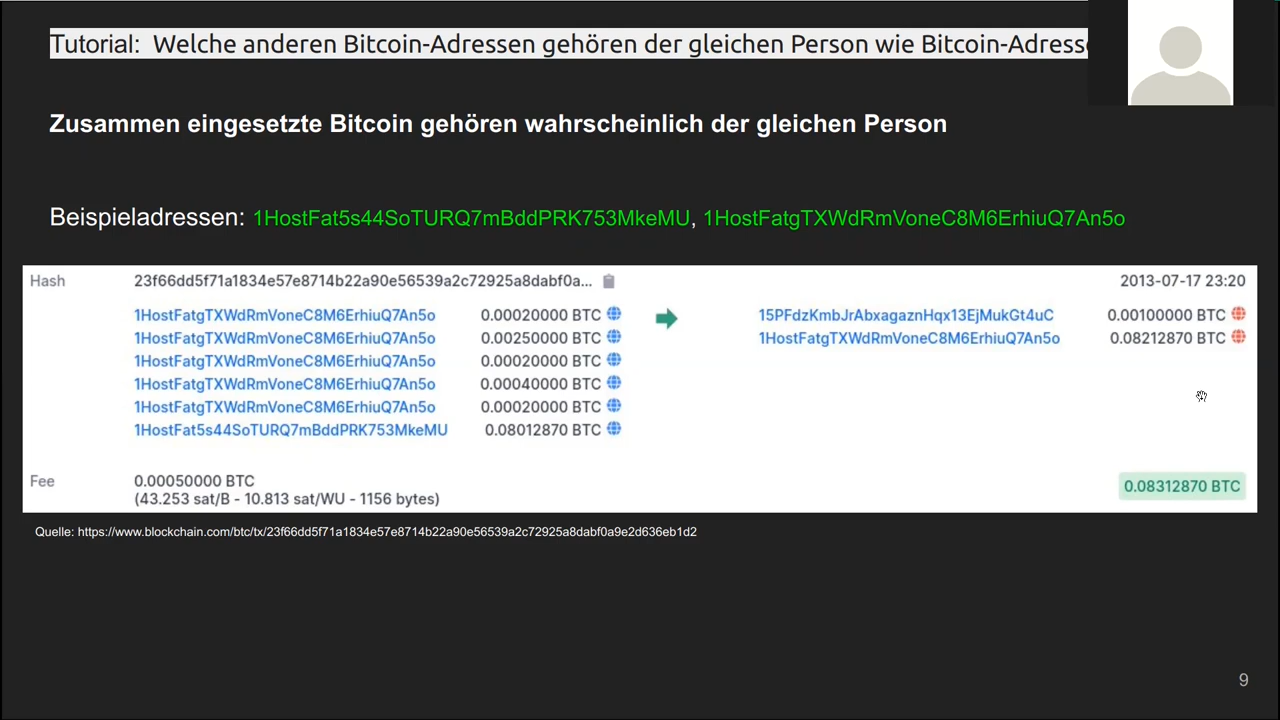 Tutorial: Welche anderen Bitcoin-Adressen gehören der gleichen Person wie Bitcoin-Adresse
Zusammen eingesetzte Bitcoin gehören wahrscheinlich der gleichen Person
Beispieladressen: 1HostFat5s44SoTURQ7mBddPRK753MkeMU, 1HostFatgTXWdRmVoneC8M6ErhiuQ7An5o
Hash 23f66dd5f71a1834e57e8714b22a90e56539a2c72925a8dabf0a... 2013-07-17 23:20
1HostFatgTXWdRmVoneC8M6ErhiuQ7An5o 0.00020000 BTC 15PFdzKmbJrAbxagaznHqx13EjMukGt4uC 0.00100000 BTC
1HostFatgTXWdRmVoneC8M6ErhiuQ7An5o 0.00250000 BTC 1HostFatgTXWdRmVoneC8M6ErhiuQ7An5o 0.08212870 BTC
1HostFatgTXWdRmVoneC8M6ErhiuQ7An5o 0.00020000 BTC
1HostFatgTXWdRmVoneC8M6ErhiuQ7An5o 0.00040000 BTC
1HostFatgTXWdRmVoneC8M6ErhiuQ7An5o 0.00020000 BTC
1HostFat5s44SoTURQ7mBddPRK753MkeMU 0.08012870 BTC
Fee 0.00050000 BTC 0.08312870 BTC
(43.253 sat/B - 10.813 sat/WU - 1156 bytes)
Quelle: https://www.blockchain.com/btc/tx/23f66dd5f71a1834e57e8714b22a90e56539a2c72925a8dabf0a9e2d636eb1d2
9